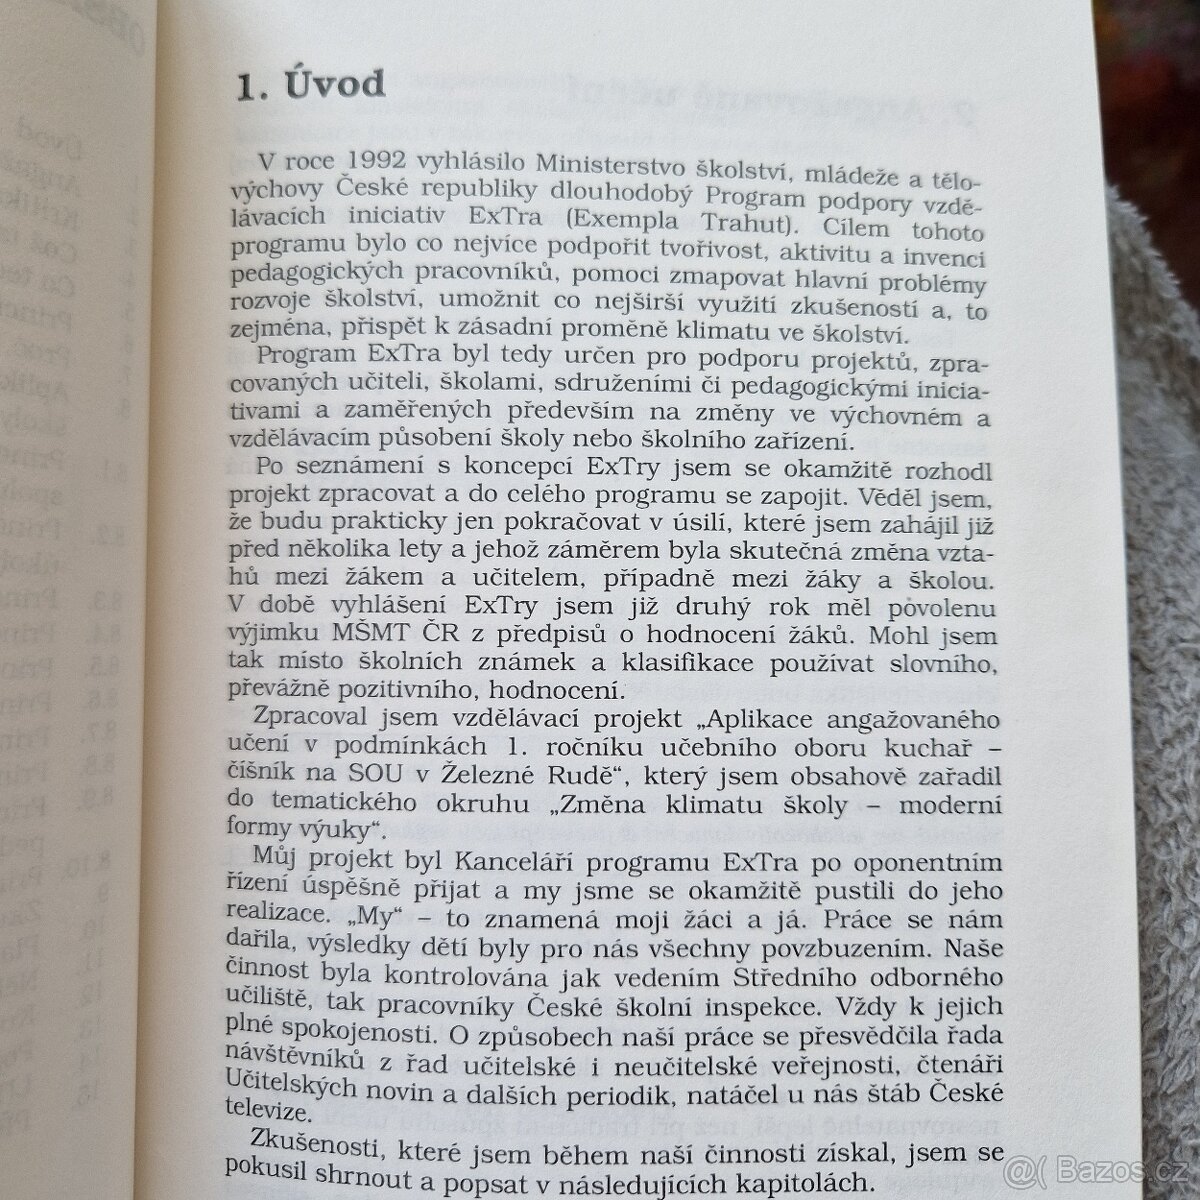 1. Úvod
V roce 1992 vyhlásilo Ministerstvo školství, mládeže a tělo-
výchovy České republiky dlouhodobý Program podpory vzdě-
lávacích iniciativ ExTra (Exempla Trahut). Cílem tohoto
programu bylo co nejvíce podpořit tvořivost, aktivitu a invenci
pedagogických pracovníků, pomoci zmapovat hlavní problémy
rozvoje školství, umožnit co nejširší využití zkušeností a, to
zejména, přispět k zásadní proměně klimatu ve školství.
Program ExTra byl tedy určen pro podporu projektů, zpra-
covaných učiteli, školami, sdruženími či pedagogickými inicia-
tivami a zaměřených především na změny ve výchovném a
vzdělávacím působení školy nebo školního zařízení.
Po seznámení s koncepcí ExTry jsem se okamžitě rozhodl
projekt zpracovat a do celého programu se zapojit. Věděl jsem,
že budu prakticky jen pokračovat v úsilí, které jsem zahájil již
před několika lety a jehož záměrem byla skutečná změna vzta-
hů mezi žákem a učitelem, případně mezi žáky a školou.
V době vyhlášení ExTry jsem již druhý rok měl povolenu
výjimku MŠMT ČR z předpisů o hodnocení žáků. Mohl jsem
tak místo školních známek a klasifikace používat slovního,
převážně pozitivního, hodnocení.
Zpracoval jsem vzdělávací projekt „Aplikace angažovaného
učení v podmínkách 1. ročníku učebního oboru kuchař –
číšník na SOU v Železné Rudě“, který jsem obsahově zařadil
do tematického okruhu „Změna klimatu školy – moderní
formy výuky“.
Můj projekt byl Kanceláří programu ExTra po oponentním
řízení úspěšně přijat a my jsme se okamžitě pustili do jeho
realizace. „My“ – to znamená moji žáci a já. Práce se nám
dařila, výsledky dětí byly pro nás všechny povzbuzením. Naše
činnost byla kontrolována jak vedením Středního odborného
učiliště, tak pracovníky České školní inspekce. Vždy k jejich
plné spokojenosti. O způsobech naší práce se přesvědčila řada
návštěvníků z řad učitelské i neučitelské veřejnosti, čtenáři
Učitelských novin a dalších periodik, natáčel u nás štáb České
televize.
Zkušenosti, které jsem během naší činnosti získal, jsem se
pokusil shrnout a popsat v následujících kapitolách.
@( Bazos.cz